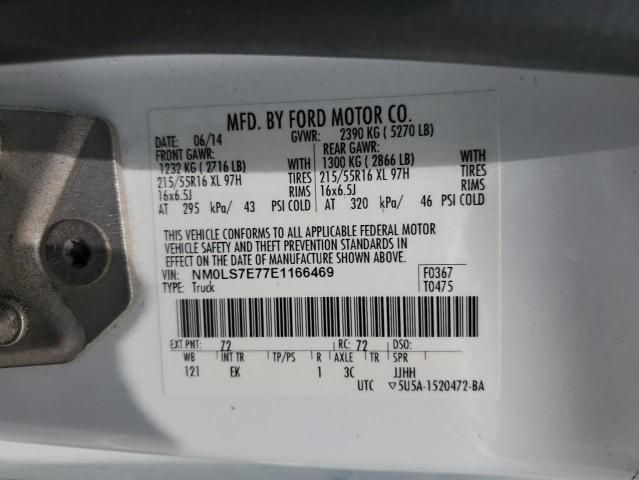 MFD. BY FORD MOTOR CO.
DATE: 06/14 GVWR: 2390 KG ( 5270 LB)
FRONT GAWR: REAR GAWR:
1232 KG ( 2716 LB) WITH 1300 KG ( 2866 LB) WITH
215/55R16 XL 97H TIRES 215/55R16 XL 97H TIRES
16x6.5J RIMS 16x6.5J RIMS
AT 295 kPa/ 43 PSI COLD AT 320 kPa/ 46 PSI COLD
THIS VEHICLE CONFORMS TO ALL APPLICABLE FEDERAL MOTOR
VEHICLE SAFETY AND THEFT PREVENTION STANDARDS IN
EFFECT ON THE DATE OF MANUFACTURE SHOWN ABOVE.
VIN: NM0LS7E77E1166469 F0367
TYPE: Truck T0475
EXT PNT: 72 RC: 72 DSO:
WB INT TR TP/PS R AXLE TR SPR
121 EK 1 3C JJHH
UTC ▽5U5A-1520472-BA